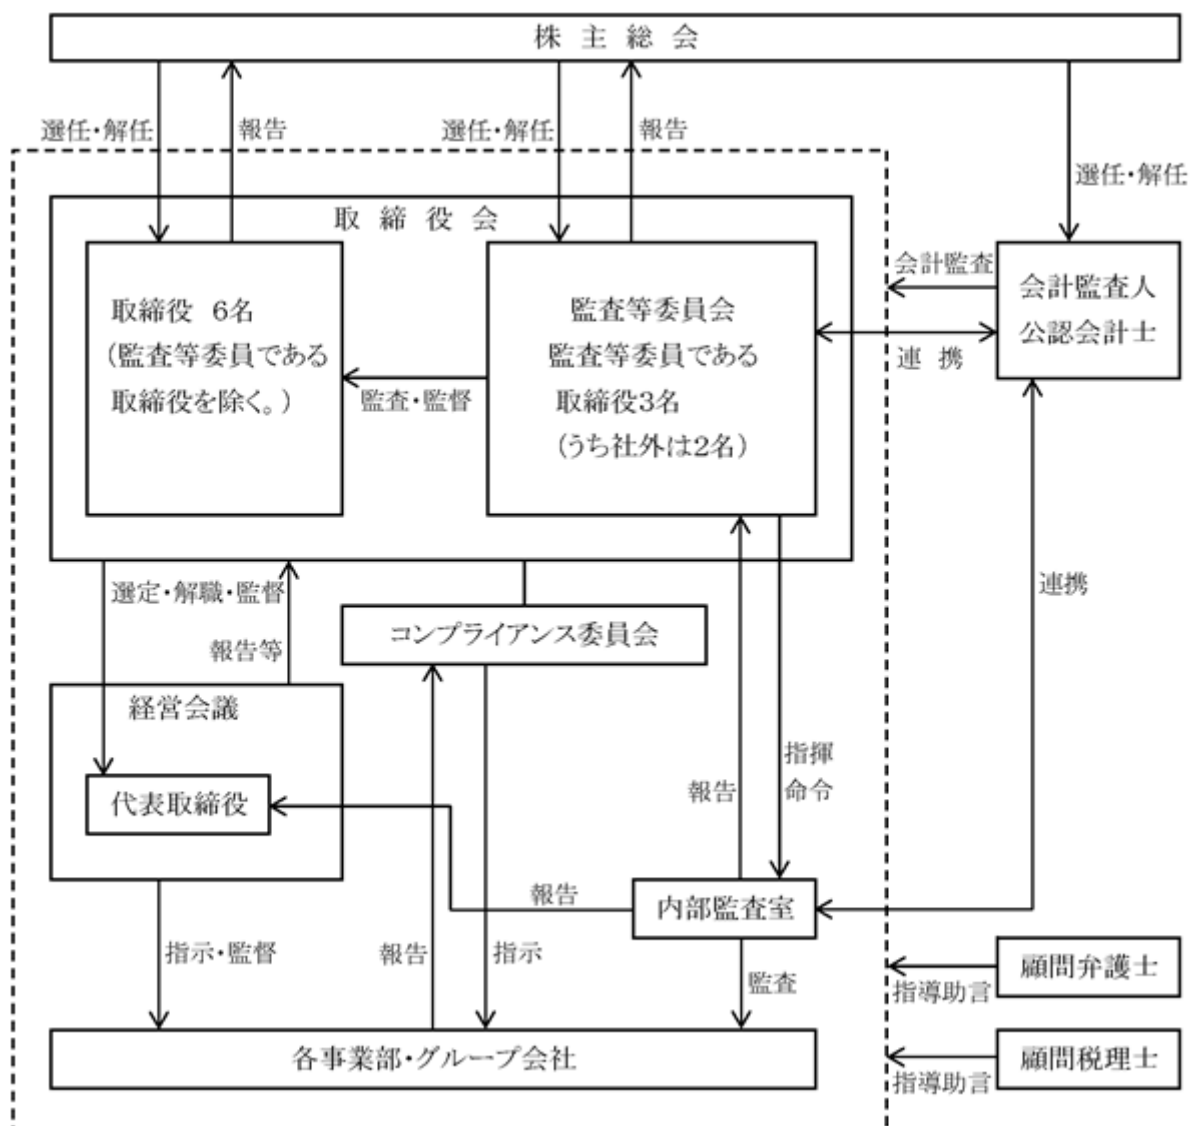 株主総会
選任・解任
報告
選任・解任
報告
選任・解任
取締役会
取締役 6名
(監査等委員である
取締役を除く。)
監査等委員会
監査等委員である
取締役3名
(うち社外は2名)
監査・監督
会計監査
会計監査人
公認会計士
連携
連携
選定・解職・監督
報告等
コンプライアンス委員会
経営会議
代表取締役
報告
指揮
命令
報告
内部監査室
指示・監督
報告
指示
監査
顧問弁護士
指導助言
各事業部・グループ会社
顧問税理士
指導助言